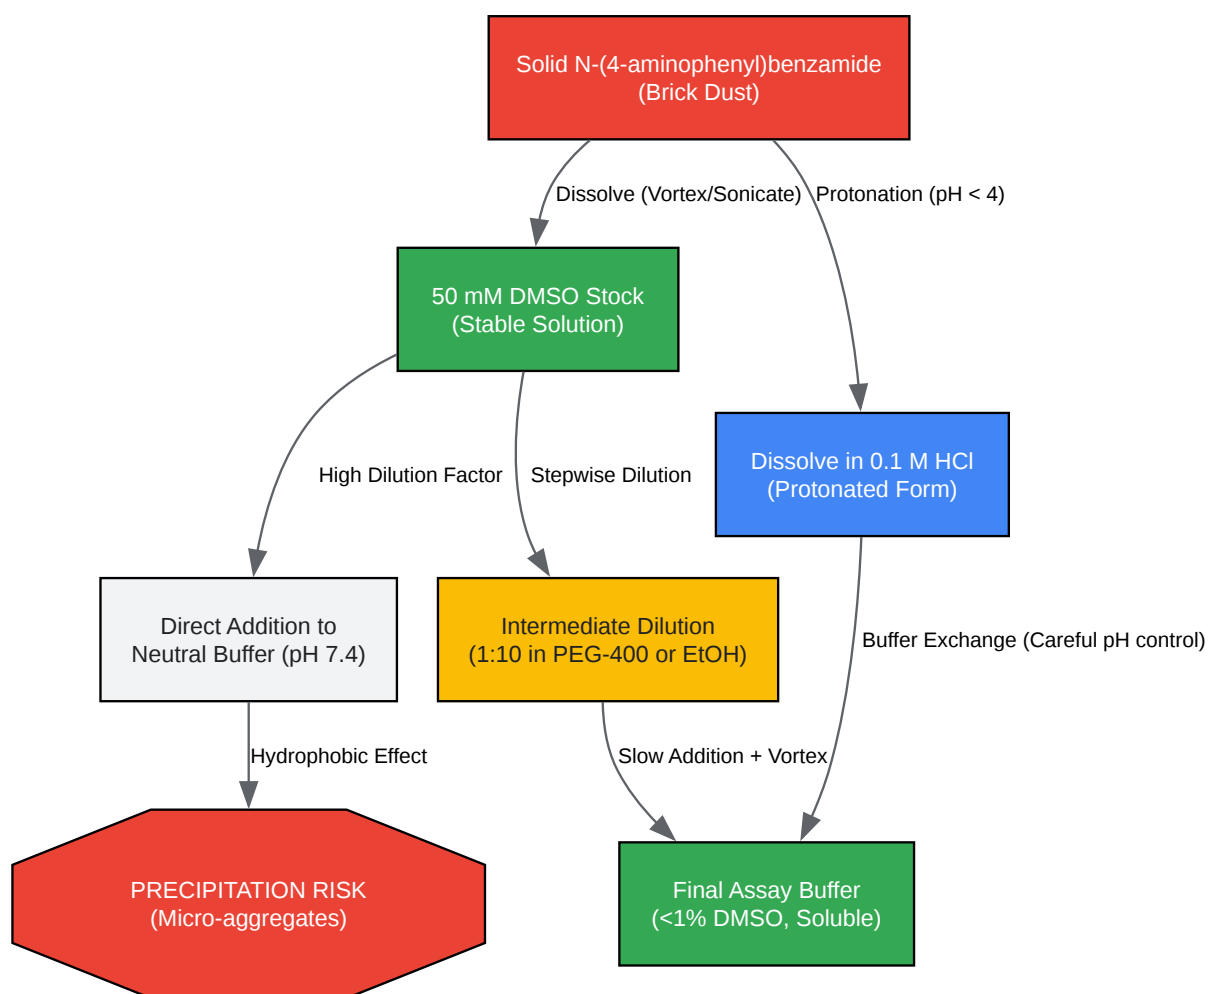 Solid N-(4-aminophenyl)benzamide
(Brick Dust)
Dissolve (Vortex/Sonicate)
Protonation (pH < 4)
50 mM DMSO Stock
(Stable Solution)
High Dilution Factor
Stepwise Dilution
Dissolve in 0.1 M HCl
(Protonated Form)
Direct Addition to
Neutral Buffer (pH 7.4)
Intermediate Dilution
(1:10 in PEG-400 or EtOH)
Buffer Exchange (Careful pH control)
Hydrophobic Effect
Slow Addition + Vortex
PRECIPITATION RISK
(Micro-aggregates)
Final Assay Buffer
(<1% DMSO, Soluble)